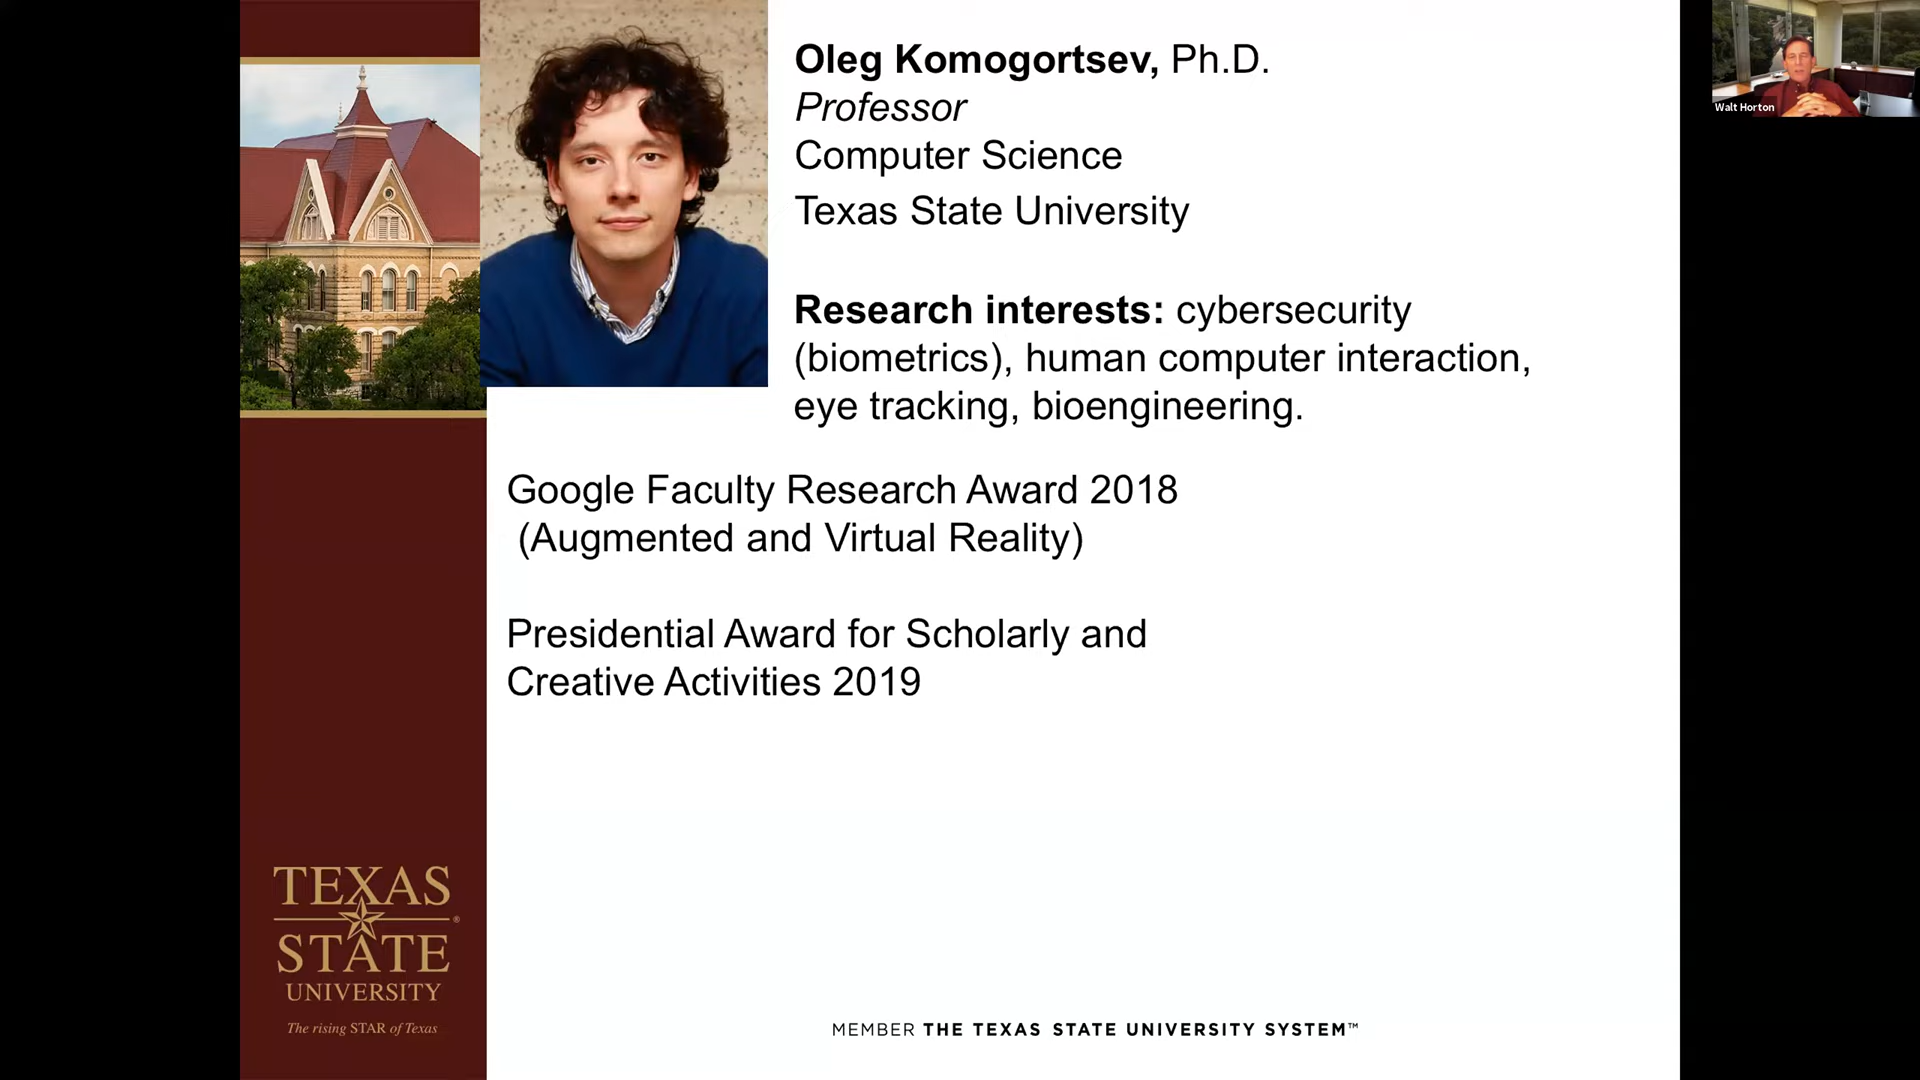 Oleg Komogortsev, Ph.D.
Professor
Computer Science
Texas State University
Research interests: cybersecurity
(biometrics), human computer interaction,
eye tracking, bioengineering.
Google Faculty Research Award 2018
(Augmented and Virtual Reality)
Presidential Award for Scholarly and
Creative Activities 2019
TEXAS
STATE
®
UNIVERSITY
The rising STAR of Texas
MEMBER THE TEXAS STATE UNIVERSITY SYSTEM™
Walt Horton